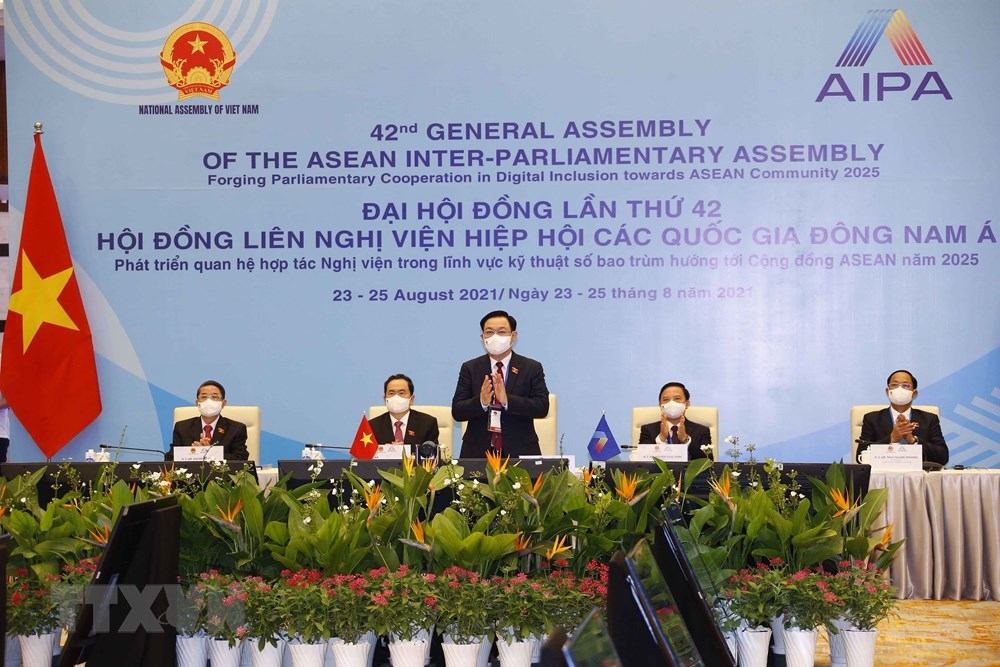 VIỆT NAM
NATIONAL ASSEMBLY OF VIET NAM
AIPA
42nd GENERAL ASSEMBLY
OF THE ASEAN INTER-PARLIAMENTARY ASSEMBLY
Forging Parliamentary Cooperation in Digital Inclusion towards ASEAN Community 2025
ĐẠI HỘI ĐỒNG LẦN THỨ 42
HỘI ĐỒNG LIÊN NGHỊ VIỆN HIỆP HỘI CÁC QUỐC GIA ĐÔNG NAM Á
Phát triển quan hệ hợp tác Nghị viện trong lĩnh vực kỹ thuật số bao trùm hướng tới Cộng đồng ASEAN năm 2025
23 - 25 August 2021/ Ngày 23 - 25 tháng 8 năm 2021
TTXVN